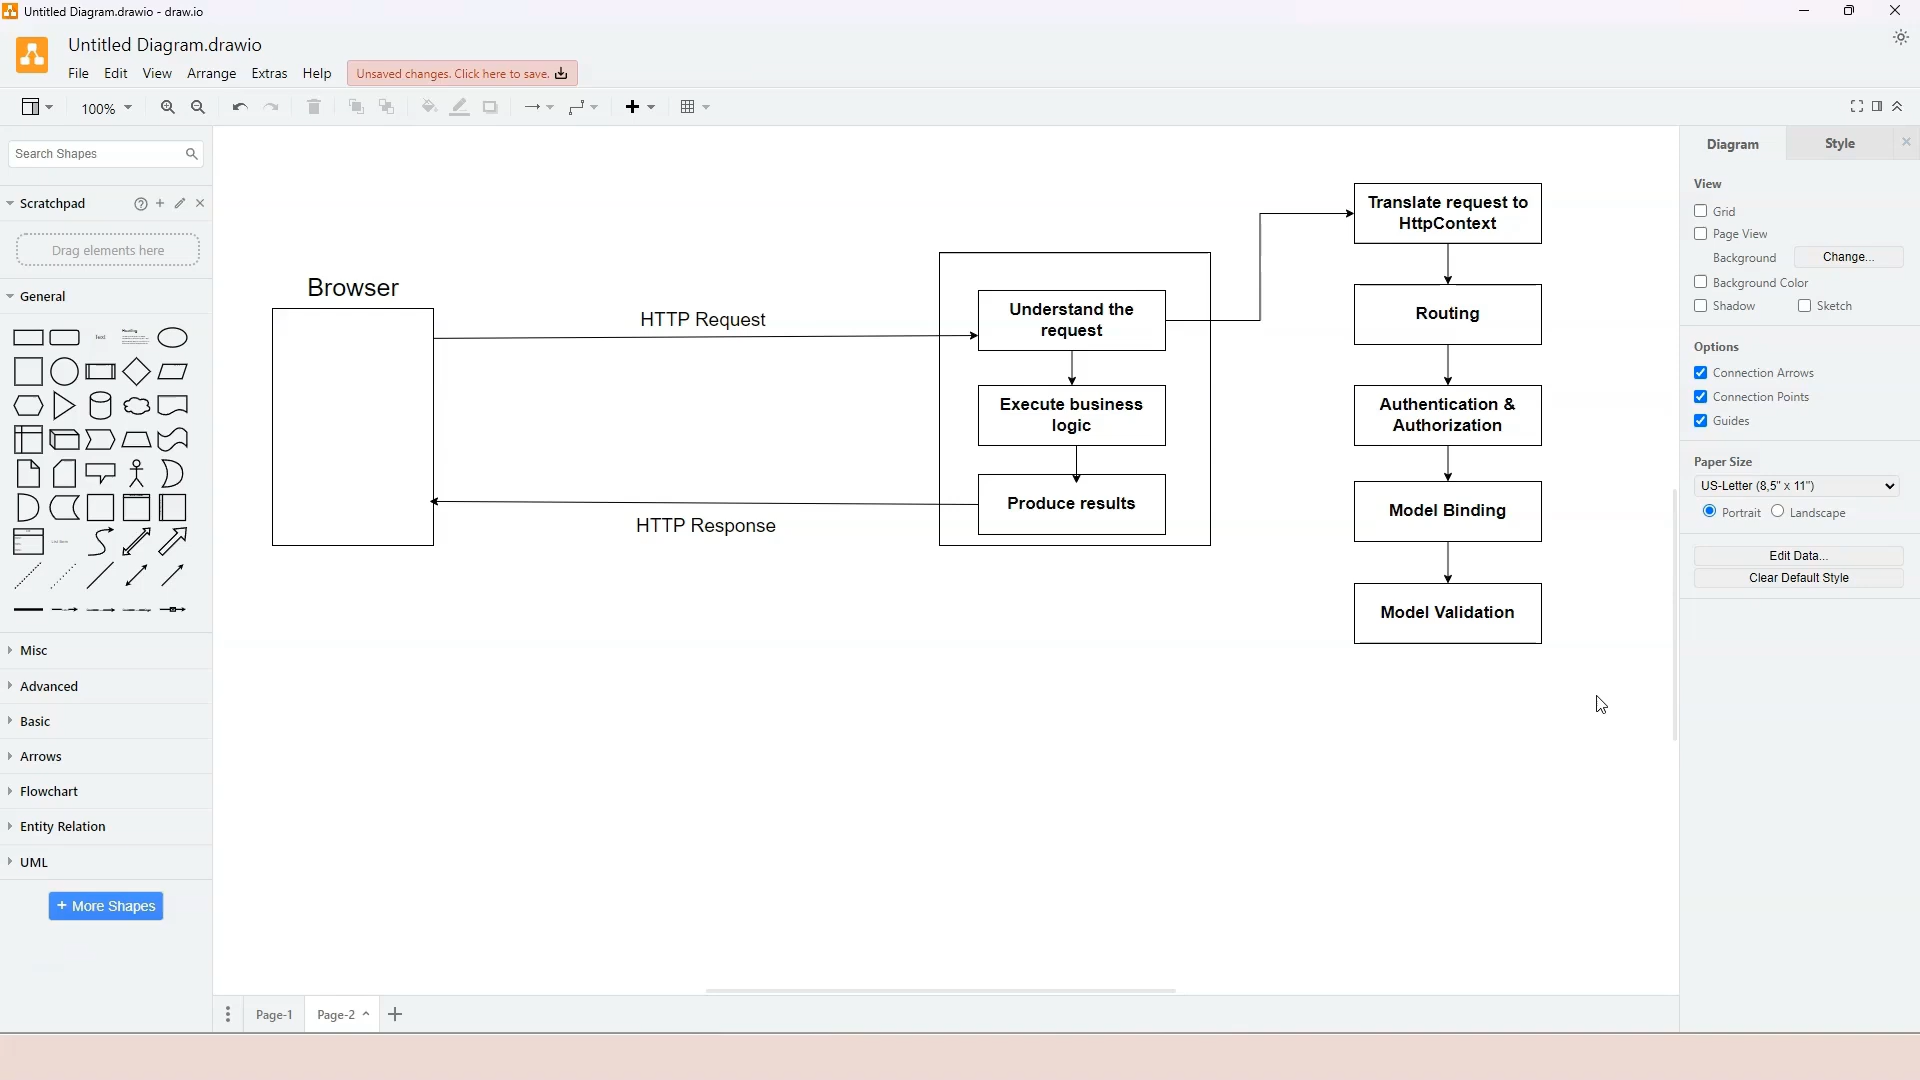 Untitled Diagram.drawio - draw.io
Untitled Diagram.drawio
File Edit View Arrange Extras Help Unsaved changes. Click here to save.
100%
Search Shapes
Scratchpad
Drag elements here
General
Text
Heading
Misc
Advanced
Basic
Arrows
Flowchart
Entity Relation
UML
+ More Shapes
Browser
HTTP Request
HTTP Response
Understand the
request
Execute business
logic
Produce results
Translate request to
HttpContext
Routing
Authentication &
Authorization
Model Binding
Model Validation
Page-1 Page-2
Diagram Style
View
Grid
Page View
Background Change...
Background Color
Shadow Sketch
Options
Connection Arrows
Connection Points
Guides
Paper Size
US-Letter (8,5" x 11")
Portrait Landscape
Edit Data...
Clear Default Style